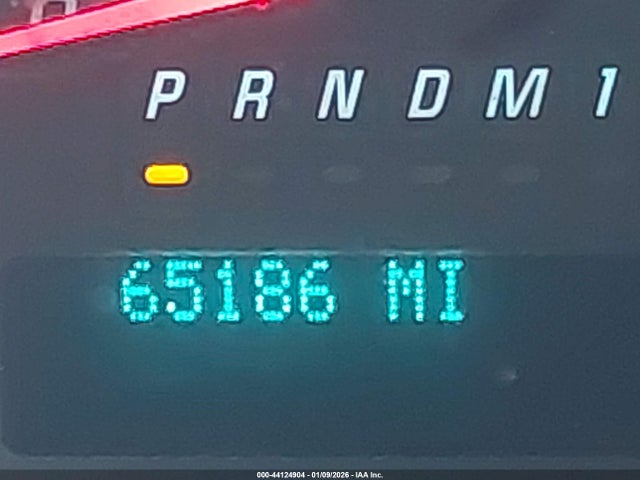 P R N D M 1
65186 MI
000-44124904 - 01/09/2026 - IAA Inc.